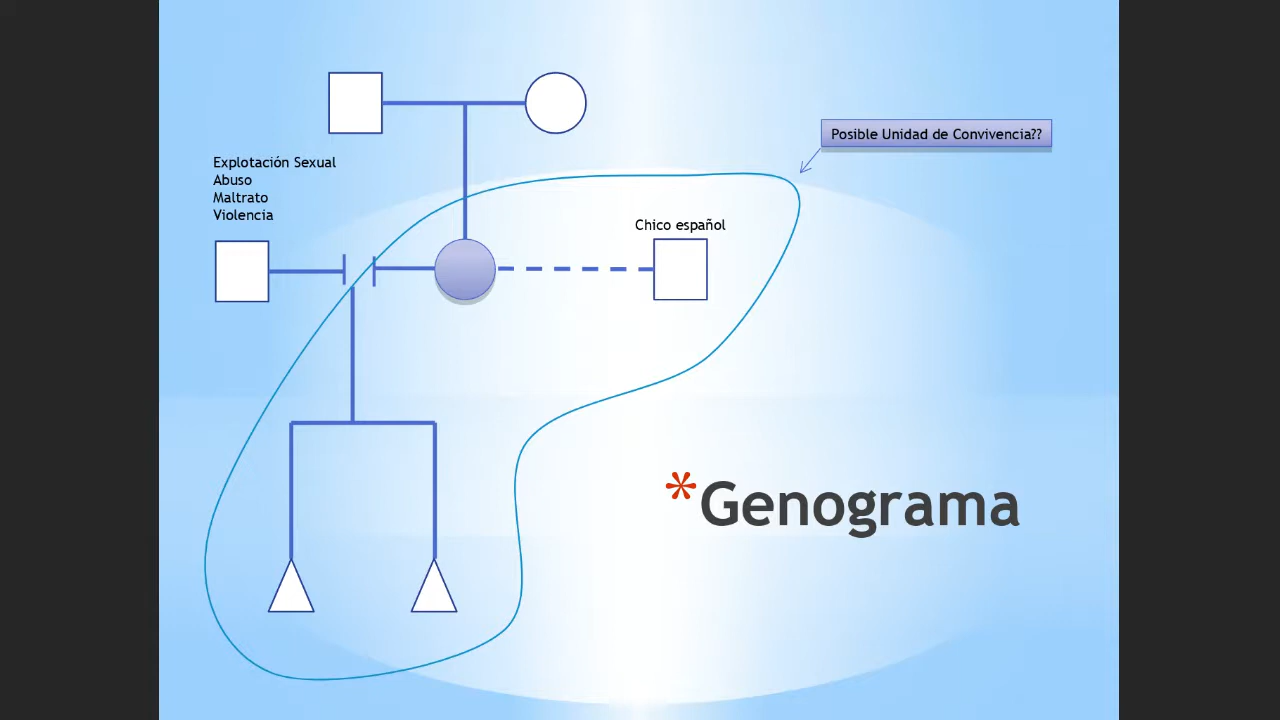 Posible Unidad de Convivencia??
Explotación Sexual
Abuso
Maltrato
Violencia
Chico español
*Genograma